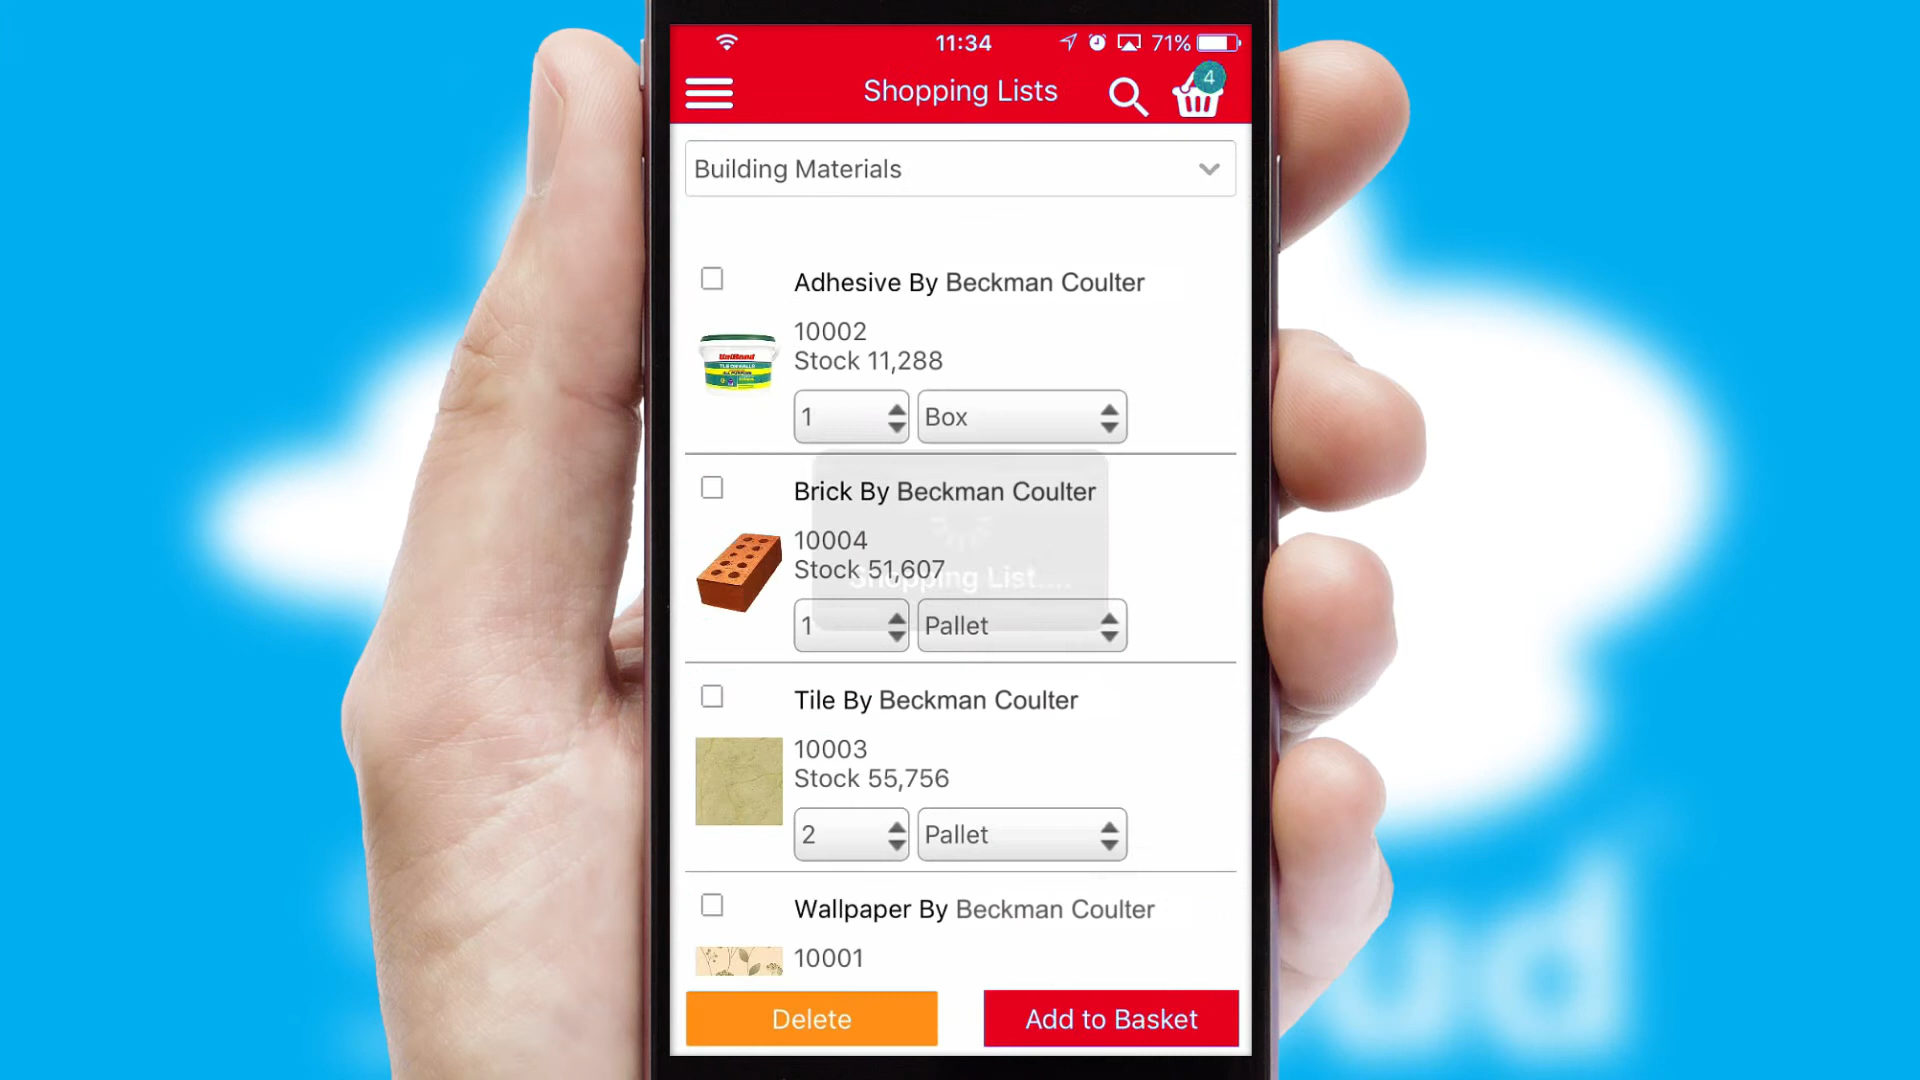 11:34
71%
Shopping Lists
4
Building Materials
Adhesive By Beckman Coulter
10002
Stock 11,288
UniBond
1
Box
Brick By Beckman Coulter
10004
Stock 51,607
Shopping List....
1
Pallet
Tile By Beckman Coulter
10003
Stock 55,756
2
Pallet
Wallpaper By Beckman Coulter
10001
Delete
Add to Basket